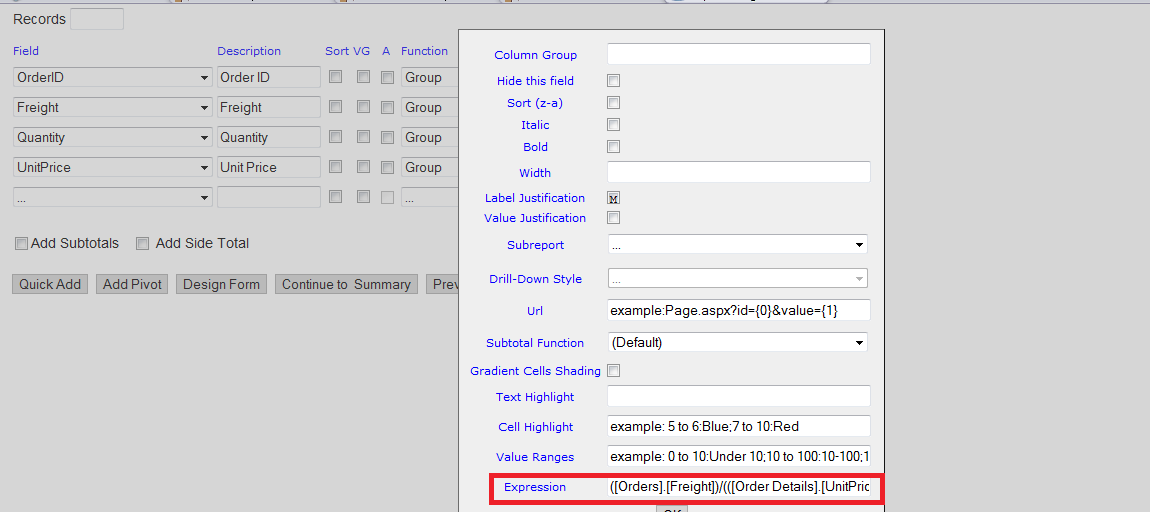 Records
Field Description Sort VG A Function
OrderID Order ID Group
Freight Freight Group
Quantity Quantity Group
UnitPrice Unit Price Group
... ...
Add Subtotals Add Side Total
Quick Add Add Pivot Design Form Continue to Summary Prev
Column Group
Hide this field
Sort (z-a)
Italic
Bold
Width
Label Justification M
Value Justification
Subreport ...
Drill-Down Style ...
Url example:Page.aspx?id={0}&value={1}
Subtotal Function (Default)
Gradient Cells Shading
Text Highlight
Cell Highlight example: 5 to 6:Blue;7 to 10:Red
Value Ranges example: 0 to 10:Under 10;10 to 100:10-100;1
Expression ([Orders].[Freight])/(([Order Details].[UnitPric